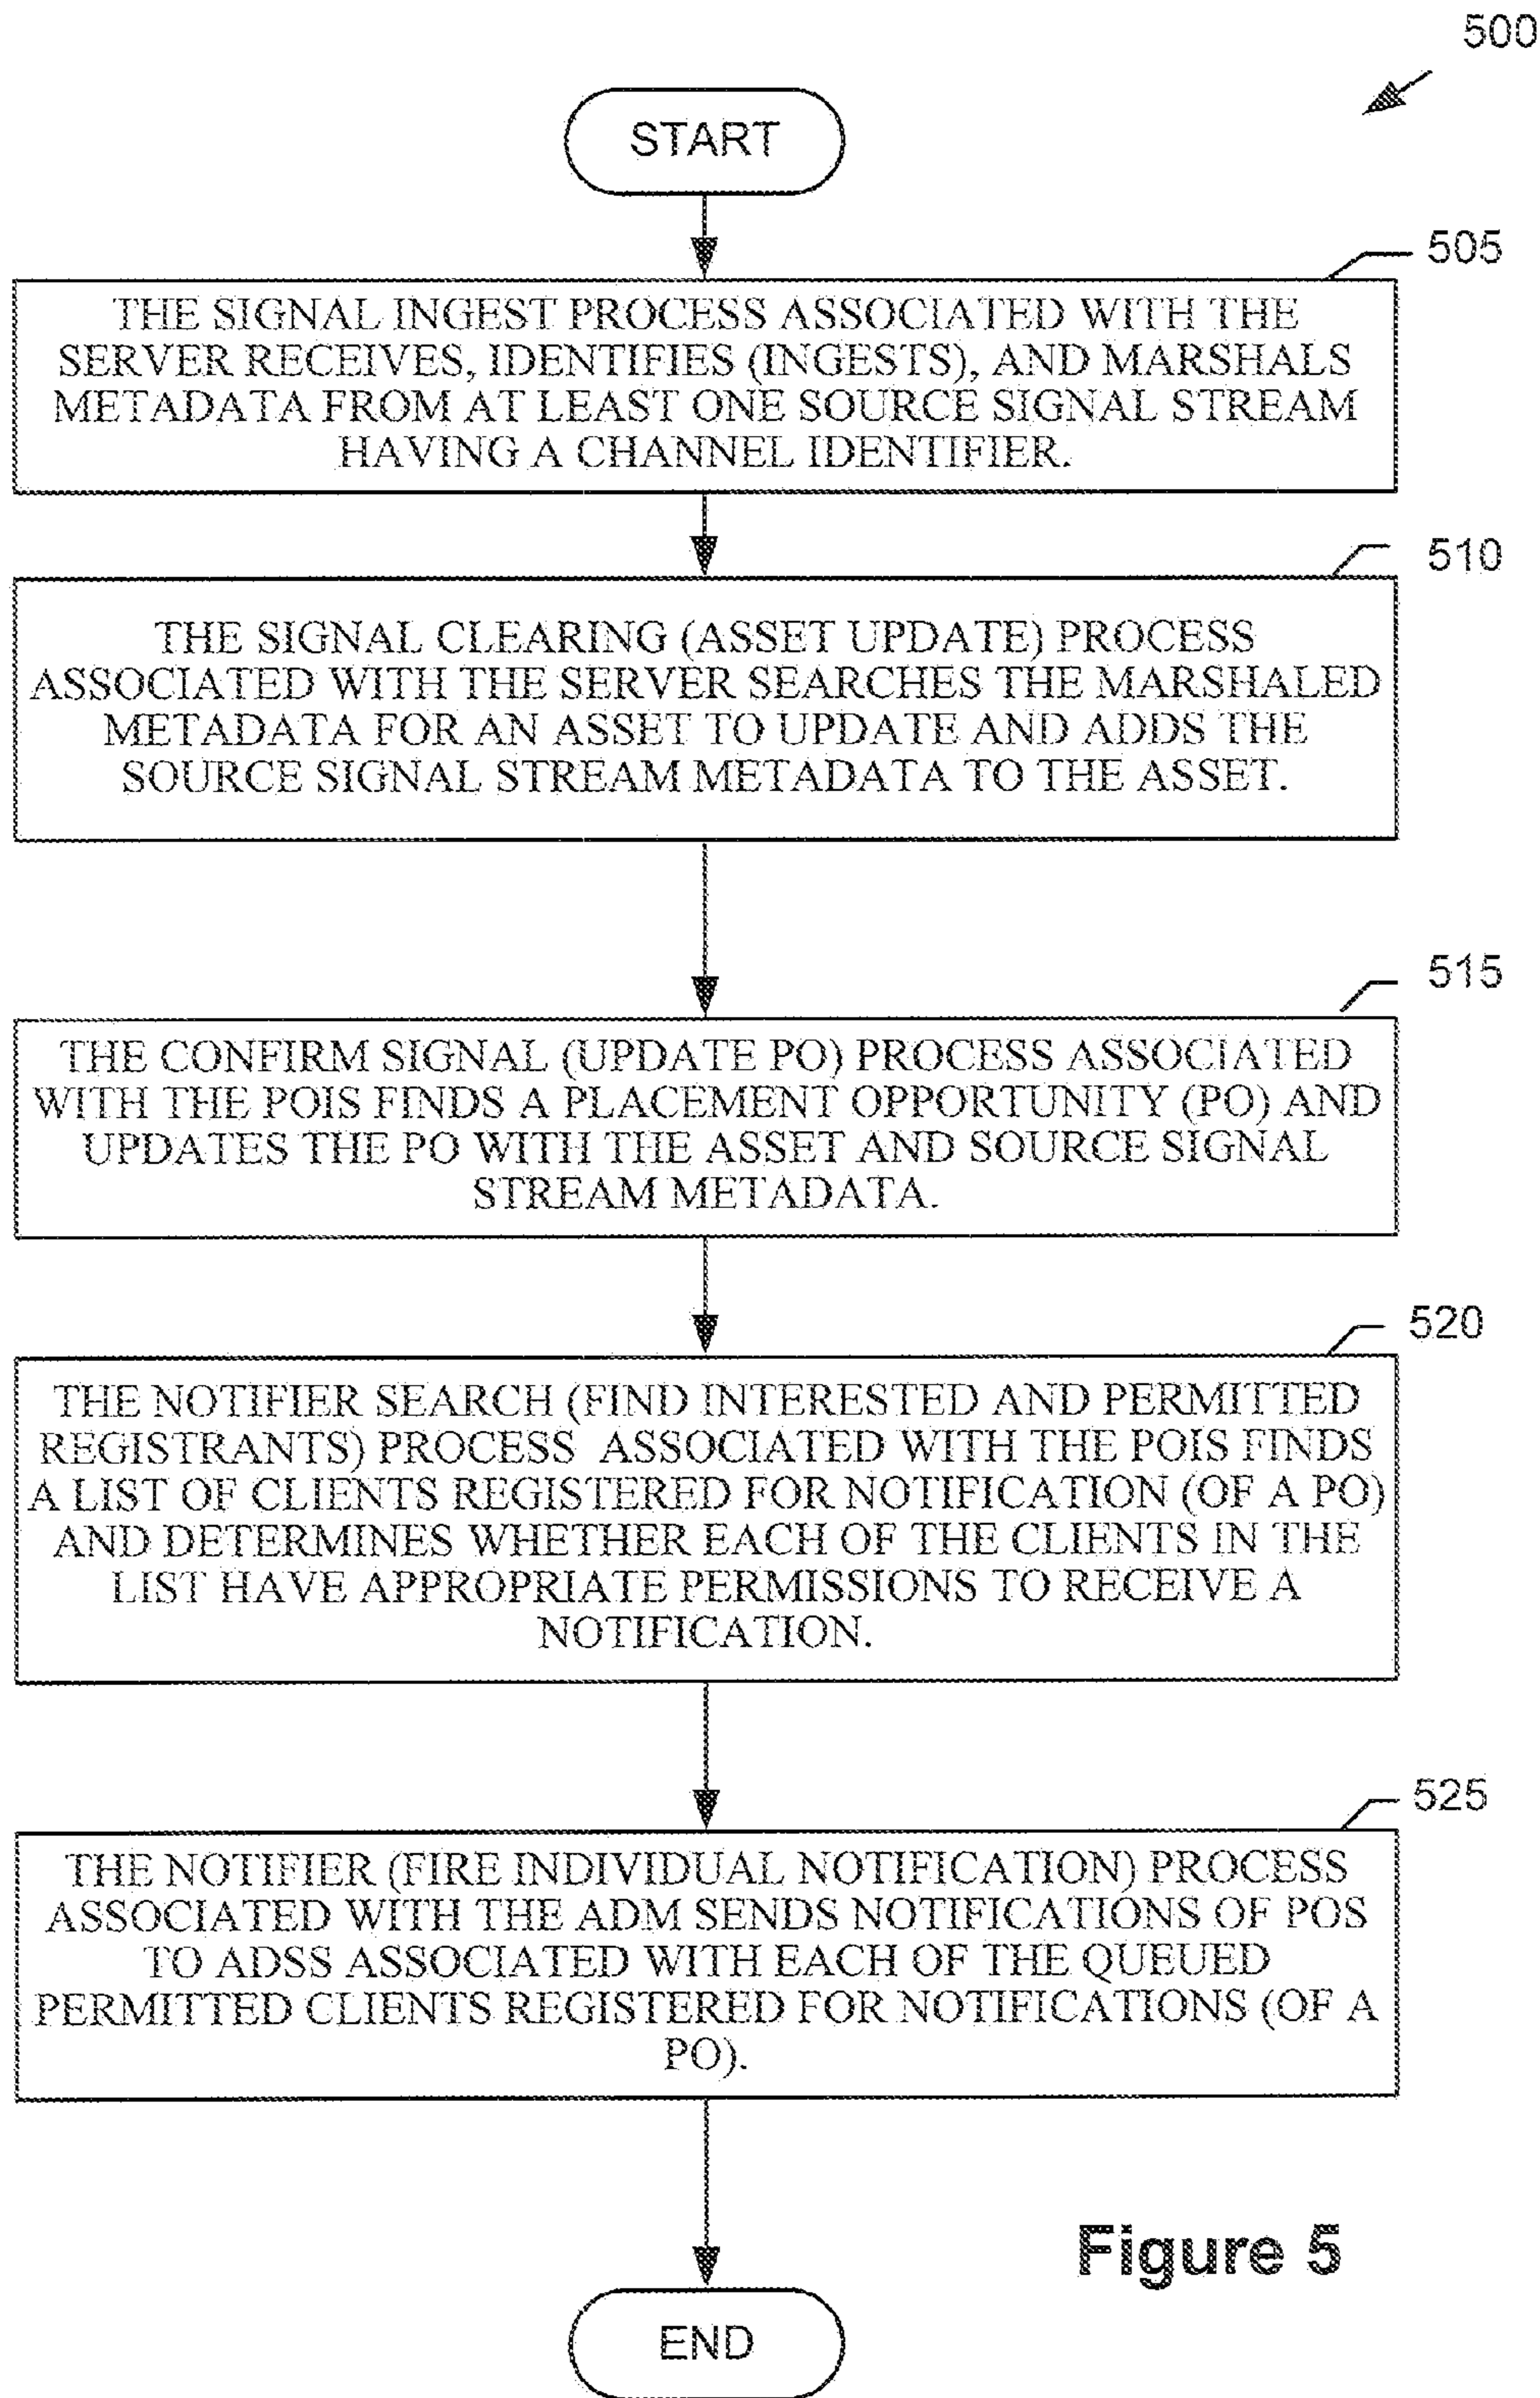 500
START
505
THE SIGNAL INGEST PROCESS ASSOCIATED WITH THE
SERVER RECEIVES, IDENTIFIES (INGESTS), AND MARSHALS
METADATA FROM AT LEAST ONE SOURCE SIGNAL STREAM
HAVING A CHANNEL IDENTIFIER.
510
THE SIGNAL CLEARING (ASSET UPDATE) PROCESS
ASSOCIATED WITH THE SERVER SEARCHES THE MARSHALED
METADATA FOR AN ASSET TO UPDATE AND ADDS THE
SOURCE SIGNAL STREAM METADATA TO THE ASSET.
515
THE CONFIRM SIGNAL (UPDATE PO) PROCESS ASSOCIATED
WITH THE POIS FINDS A PLACEMENT OPPORTUNITY (PO) AND
UPDATES THE PO WITH THE ASSET AND SOURCE SIGNAL
STREAM METADATA.
520
THE NOTIFIER SEARCH (FIND INTERESTED AND PERMITTED
REGISTRANTS) PROCESS ASSOCIATED WITH THE POIS FINDS
A LIST OF CLIENTS REGISTERED FOR NOTIFICATION (OF A PO)
AND DETERMINES WHETHER EACH OF THE CLIENTS IN THE
LIST HAVE APPROPRIATE PERMISSIONS TO RECEIVE A
NOTIFICATION.
525
THE NOTIFIER (FIRE INDIVIDUAL NOTIFICATION) PROCESS
ASSOCIATED WITH THE ADM SENDS NOTIFICATIONS OF POS
TO ADSS ASSOCIATED WITH EACH OF THE QUEUED
PERMITTED CLIENTS REGISTERED FOR NOTIFICATIONS (OF A
PO).
Figure 5
END